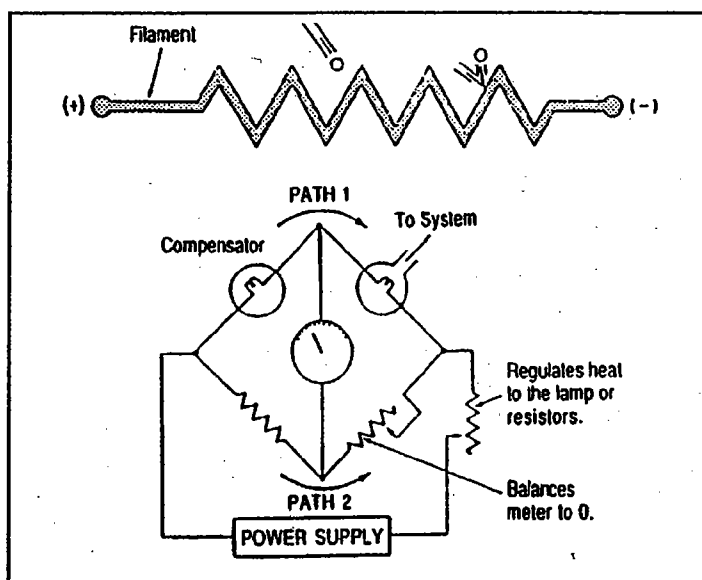 Filament
(+)
(-)
PATH 1
To System
Compensator
Regulates heat
to the lamp or
resistors.
Balances
meter to 0.
PATH 2
POWER SUPPLY